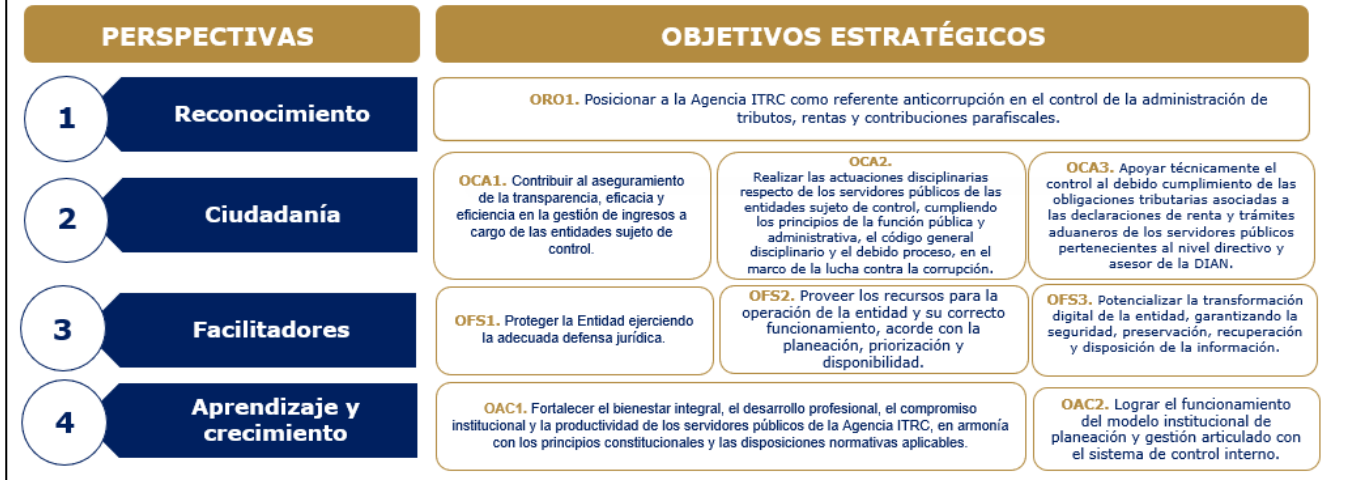 PERSPECTIVAS
OBJETIVOS ESTRATÉGICOS
1
Reconocimiento
ORO1. Posicionar a la Agencia ITRC como referente anticorrupción en el control de la administración de
tributos, rentas y contribuciones parafiscales.
2
Ciudadanía
OCA1. Contribuir al aseguramiento
de la transparencia, eficacia y
eficiencia en la gestión de ingresos a
cargo de las entidades sujeto de
control.
OCA2.
Realizar las actuaciones disciplinarias
respecto de los servidores públicos de las
entidades sujeto de control, cumpliendo
los principios de la función pública y
administrativa, el código general
disciplinario y el debido proceso, en el
marco de la lucha contra la corrupción.
OCA3. Apoyar técnicamente el
control al debido cumplimiento de las
obligaciones tributarias asociadas a
las declaraciones de renta y trámites
aduaneros de los servidores públicos
pertenecientes al nivel directivo y
asesor de la DIAN.
3
Facilitadores
OFS1. Proteger la Entidad ejerciendo
la adecuada defensa jurídica.
OFS2. Proveer los recursos para la
operación de la entidad y su correcto
funcionamiento, acorde con la
planeación, priorización y
disponibilidad.
OFS3. Potencializar la transformación
digital de la entidad, garantizando la
seguridad, preservación, recuperación
y disposición de la información.
4
Aprendizaje y
crecimiento
OAC1. Fortalecer el bienestar integral, el desarrollo profesional, el compromiso
institucional y la productividad de los servidores públicos de la Agencia ITRC, en armonía
con los principios constitucionales y las disposiciones normativas aplicables.
OAC2. Lograr el funcionamiento
del modelo institucional de
planeación y gestión articulado con
el sistema de control interno.